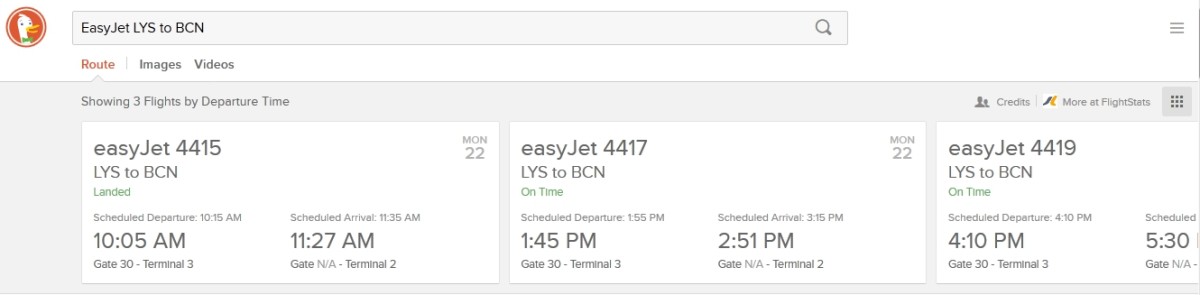 EasyJet LYS to BCN
Route Images Videos
Showing 3 Flights by Departure Time
Credits More at FlightStats
easyJet 4415
MON
22
LYS to BCN
Landed
Scheduled Departure: 10:15 AM
Scheduled Arrival: 11:35 AM
10:05 AM
11:27 AM
Gate 30 - Terminal 3
Gate N/A - Terminal 2
easyJet 4417
MON
22
LYS to BCN
On Time
Scheduled Departure: 1:55 PM
Scheduled Arrival: 3:15 PM
1:45 PM
2:51 PM
Gate 30 - Terminal 3
Gate N/A - Terminal 2
easyJet 4419
LYS to BCN
On Time
Scheduled Departure: 4:10 PM
Scheduled
4:10 PM
5:30
Gate 30 - Terminal 3
Gate N/A -